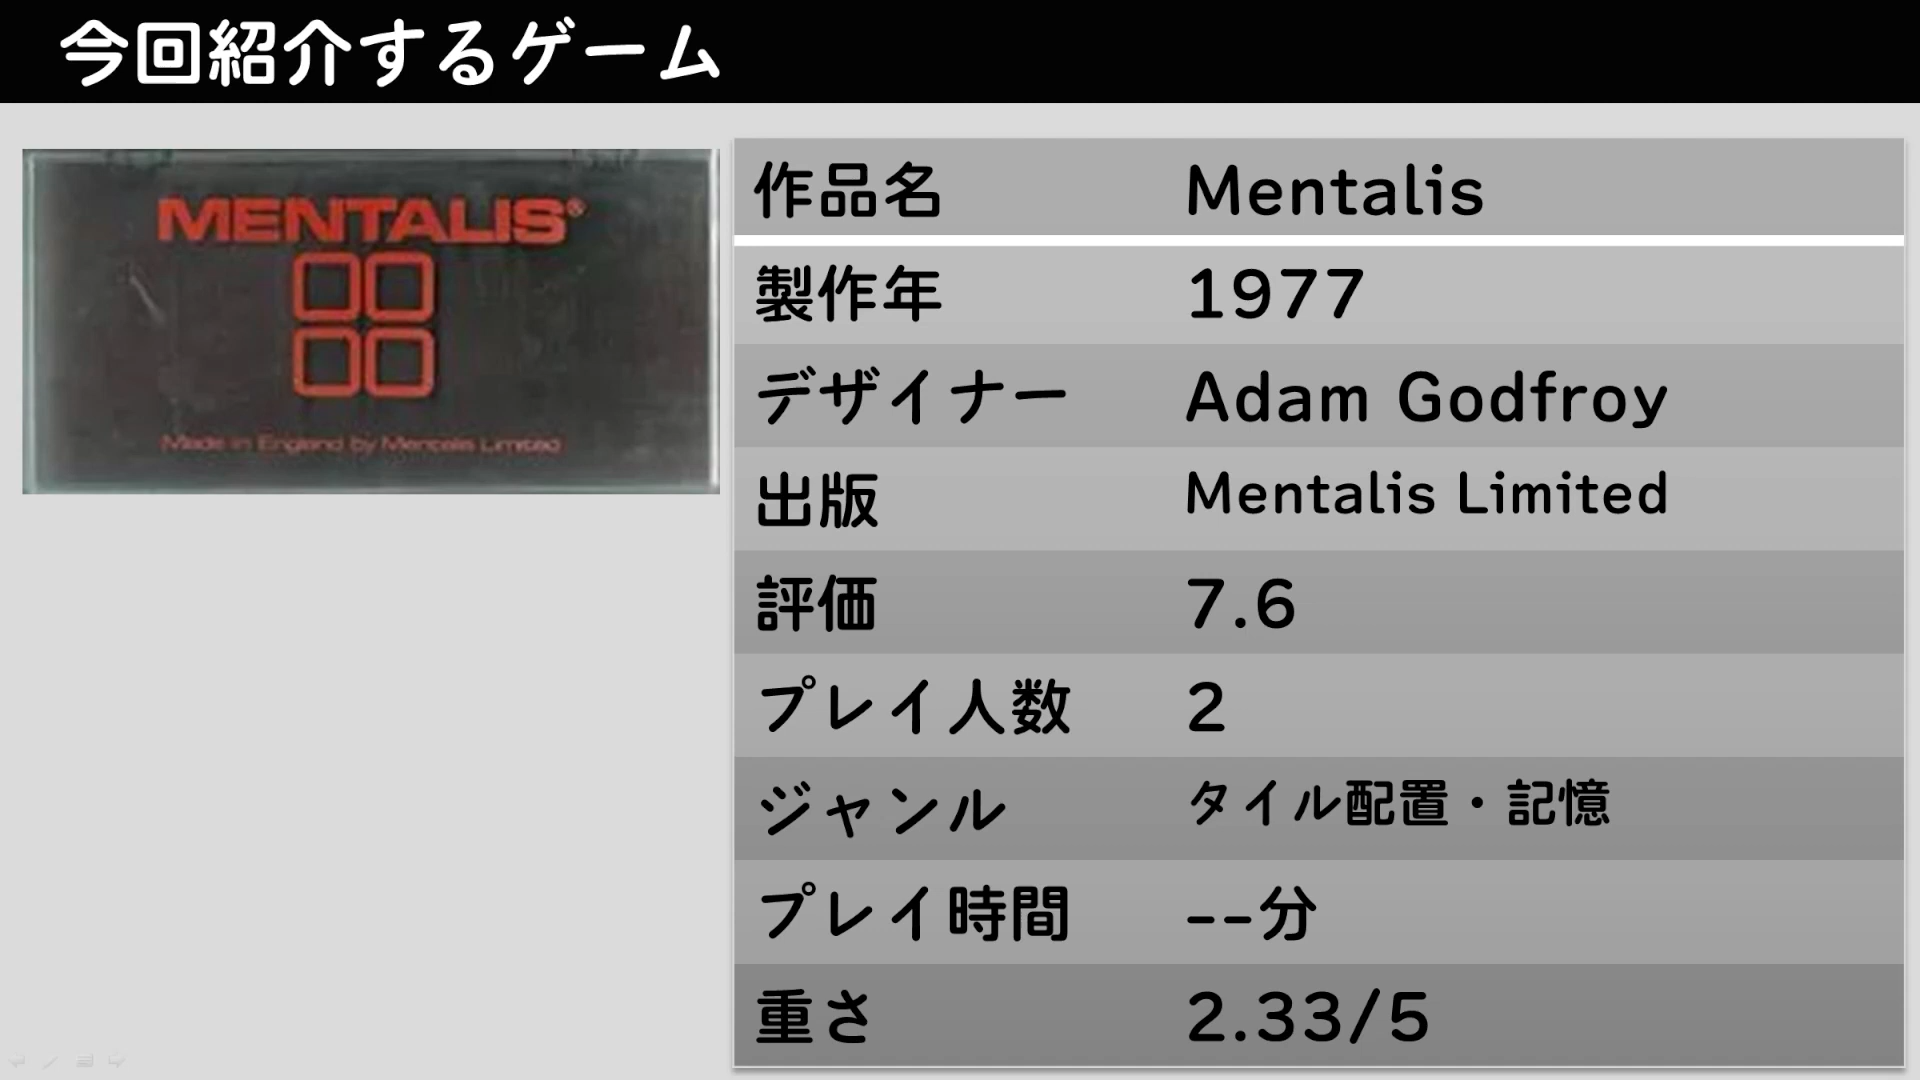 今回紹介するゲーム
MENTALIS®
Made in England by Mentalis Limited
作品名 Mentalis
製作年 1977
デザイナー Adam Godfroy
出版 Mentalis Limited
評価 7.6
プレイ人数 2
ジャンル タイル配置・記憶
プレイ時間 --分
重さ 2.33/5